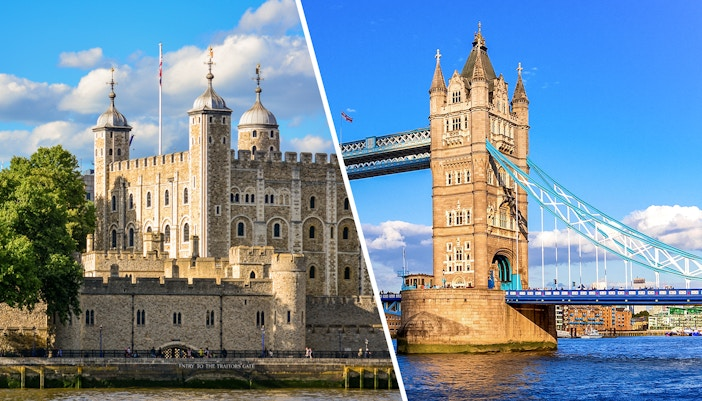 ENTRY TO THE TRAITORS GATE